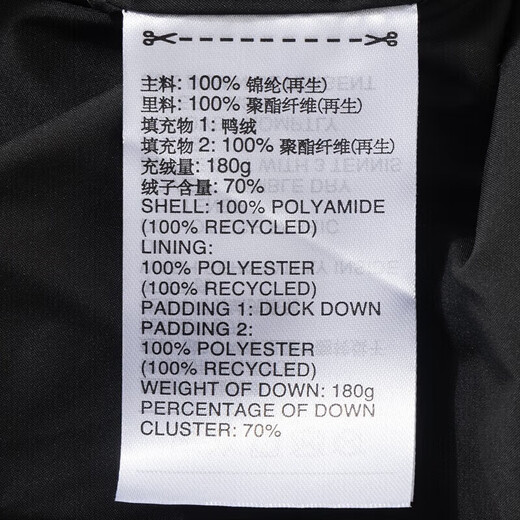 主料: 100% 锦纶(再生)
里料: 100% 聚酯纤维(再生)
填充物 1: 鸭绒
填充物 2: 100% 聚酯纤维(再生)
充绒量: 180g
绒子含量: 70%
SHELL: 100% POLYAMIDE
(100% RECYCLED)
LINING:
100% POLYESTER
(100% RECYCLED)
PADDING 1: DUCK DOWN
PADDING 2:
100% POLYESTER
(100% RECYCLED)
WEIGHT OF DOWN: 180g
PERCENTAGE OF DOWN
CLUSTER: 70%